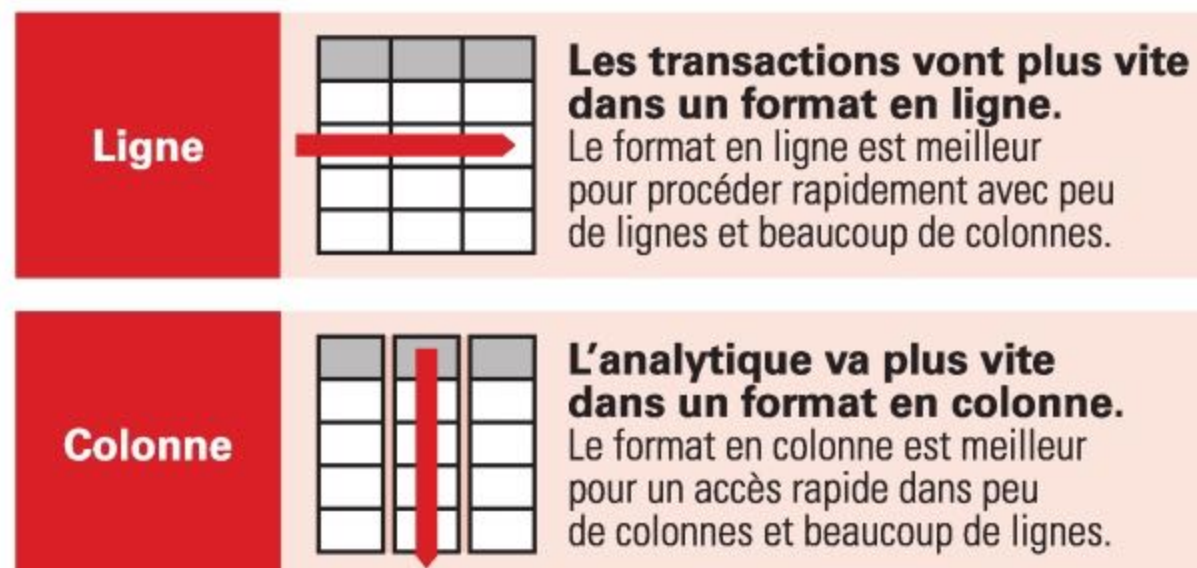 Ligne
Les transactions vont plus vite
dans un format en ligne.
Le format en ligne est meilleur
pour procéder rapidement avec peu
de lignes et beaucoup de colonnes.
Colonne
L'analytique va plus vite
dans un format en colonne.
Le format en colonne est meilleur
pour un accès rapide dans peu
de colonnes et beaucoup de lignes.